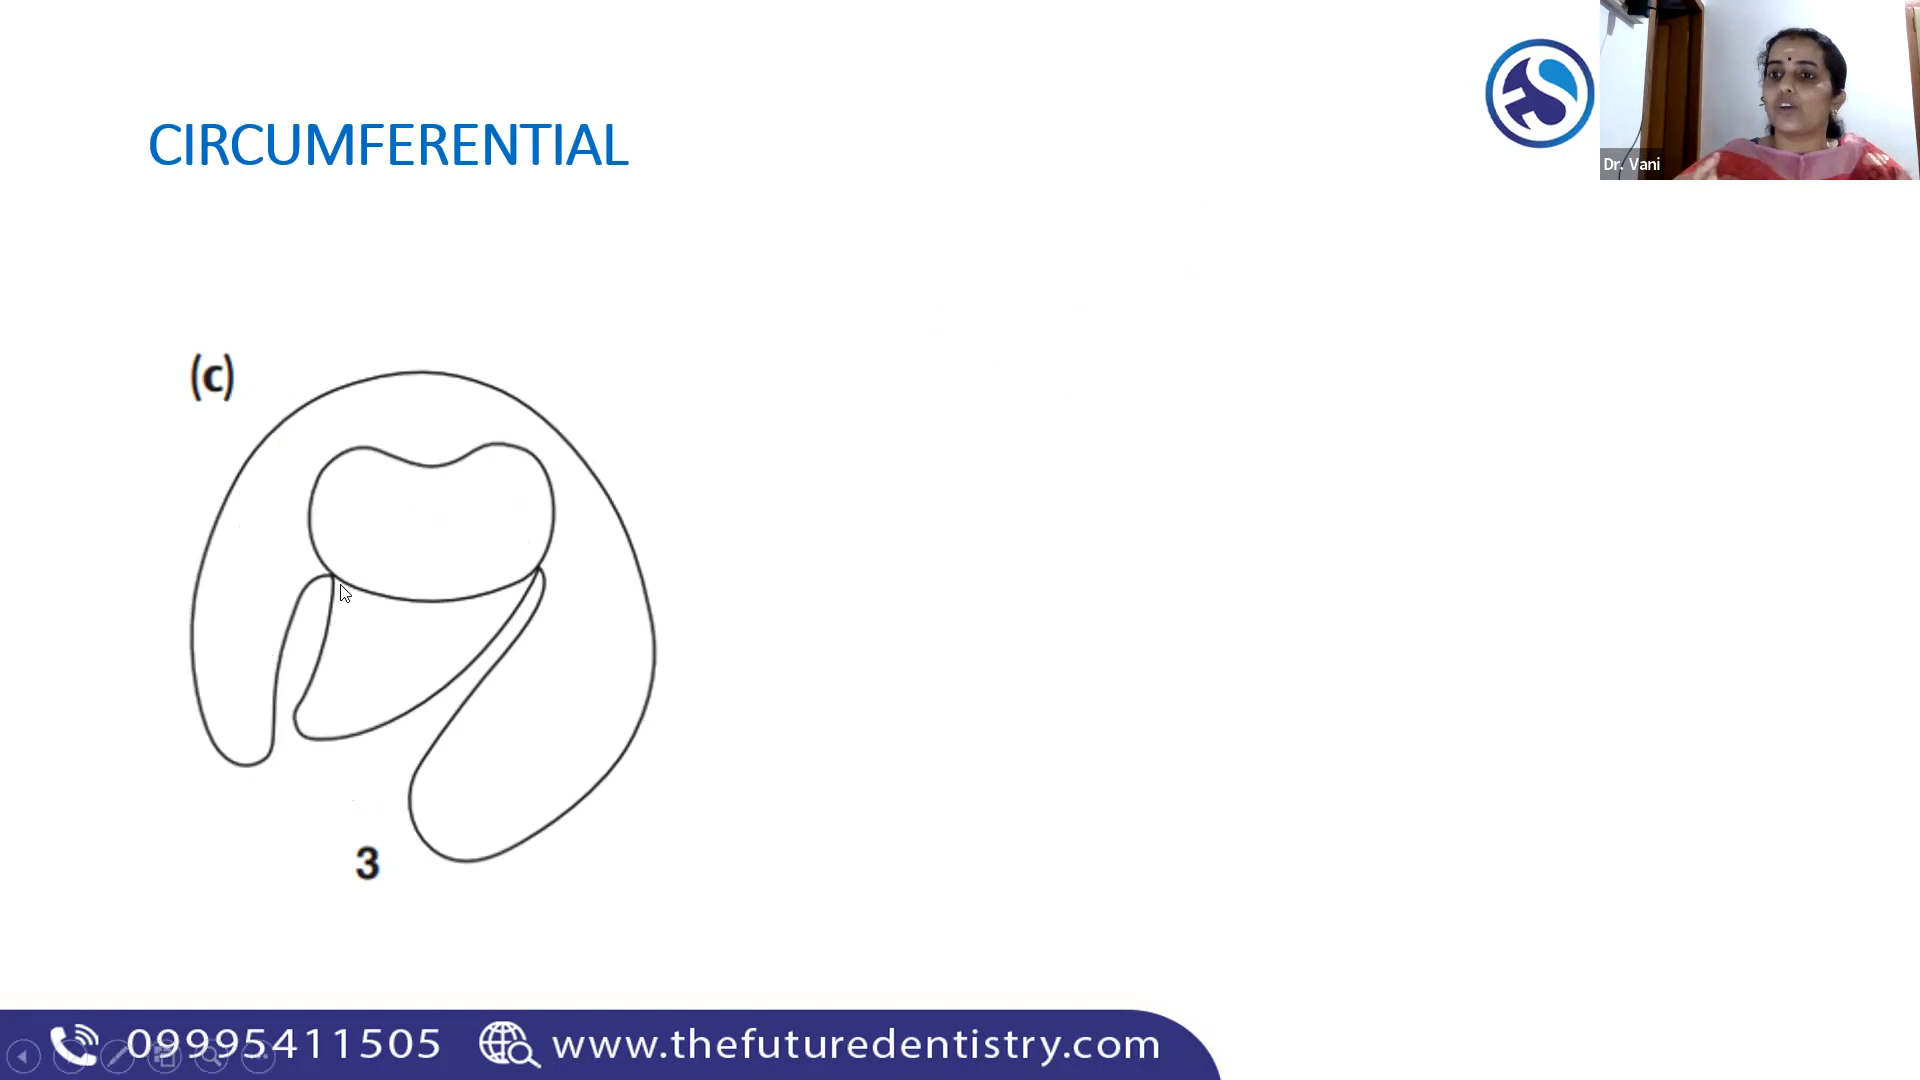 CIRCUMFERENTIAL
Dr. Vani
(c)
3
09995411505 www.thefuturedentistry.com